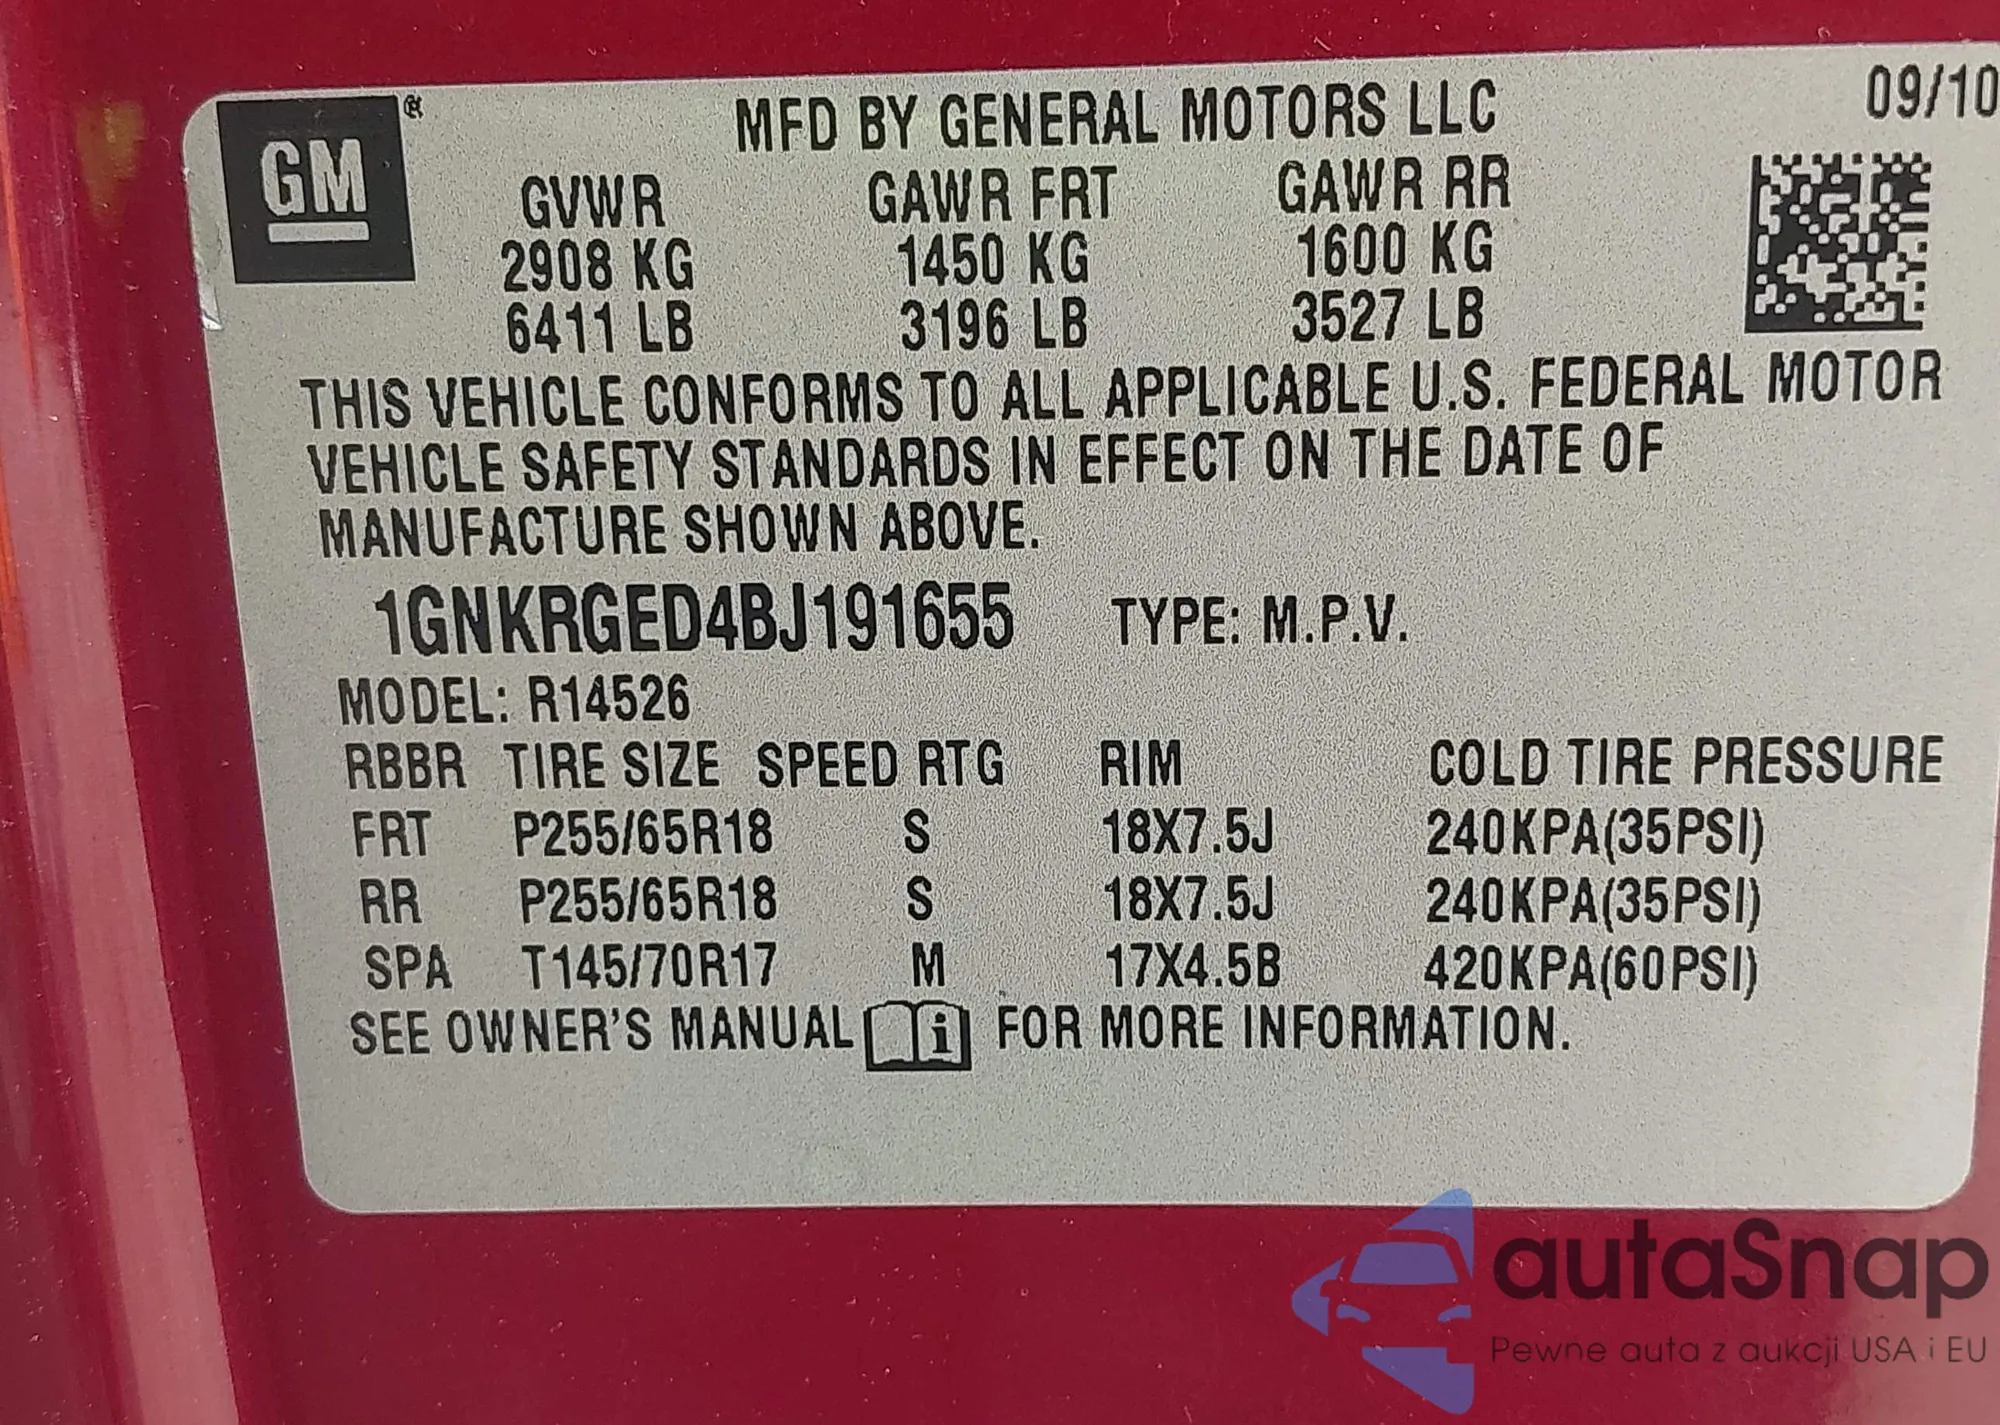 GM®
MFD BY GENERAL MOTORS LLC
09/10
GVWR GAWR FRT GAWR RR
2908 KG 1450 KG 1600 KG
6411 LB 3196 LB 3527 LB
THIS VEHICLE CONFORMS TO ALL APPLICABLE U.S. FEDERAL MOTOR
VEHICLE SAFETY STANDARDS IN EFFECT ON THE DATE OF
MANUFACTURE SHOWN ABOVE.
1GNKRGED4BJ191655 TYPE: M.P.V.
MODEL: R14526
RBBR TIRE SIZE SPEED RTG RIM COLD TIRE PRESSURE
FRT P255/65R18 S 18X7.5J 240KPA(35PSI)
RR P255/65R18 S 18X7.5J 240KPA(35PSI)
SPA T145/70R17 M 17X4.5B 420KPA(60PSI)
SEE OWNER'S MANUAL i FOR MORE INFORMATION.
autaSnap
Pewne auta z aukcji USA i EU